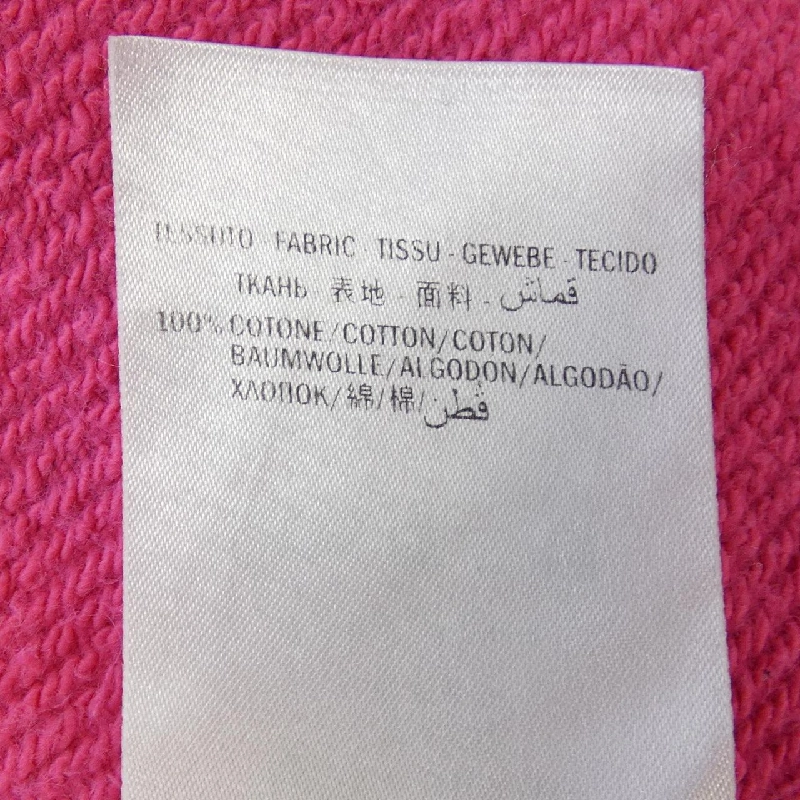 TESSUTO - FABRIC - TISSU - GEWEBE - TECIDO
ТКАНЬ - 表地 - 面料 - قماش
100% COTONE/COTTON/COTON/
BAUMWOLLE/ALGODON/ALGODÃO/
ХЛОПОК/綿/棉/قطن